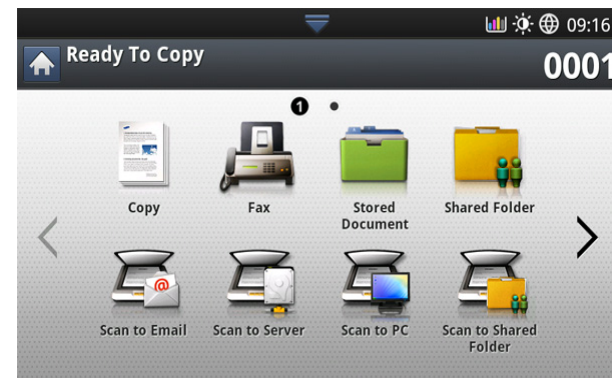 09:16
Ready To Copy
0001
1
Copy
Fax
Stored
Document
Shared Folder
@
Scan to Email
Scan to Server
Scan to PC
Scan to Shared
Folder